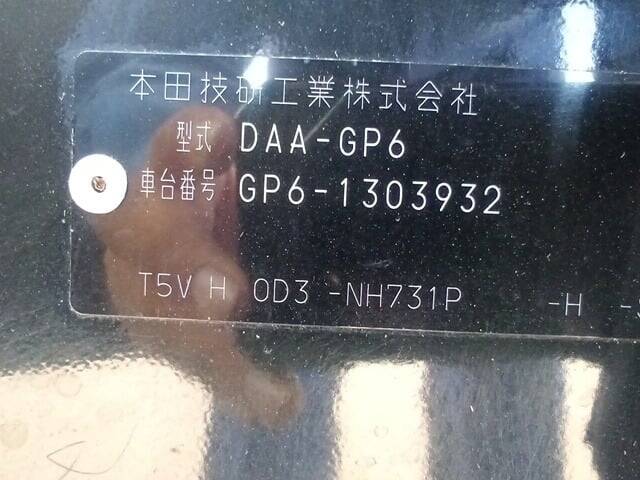 本田技研工業株式会社
型式 DAA-GP6
車台番号 GP6-1303932
T5V H 0D3 -NH731P -H -